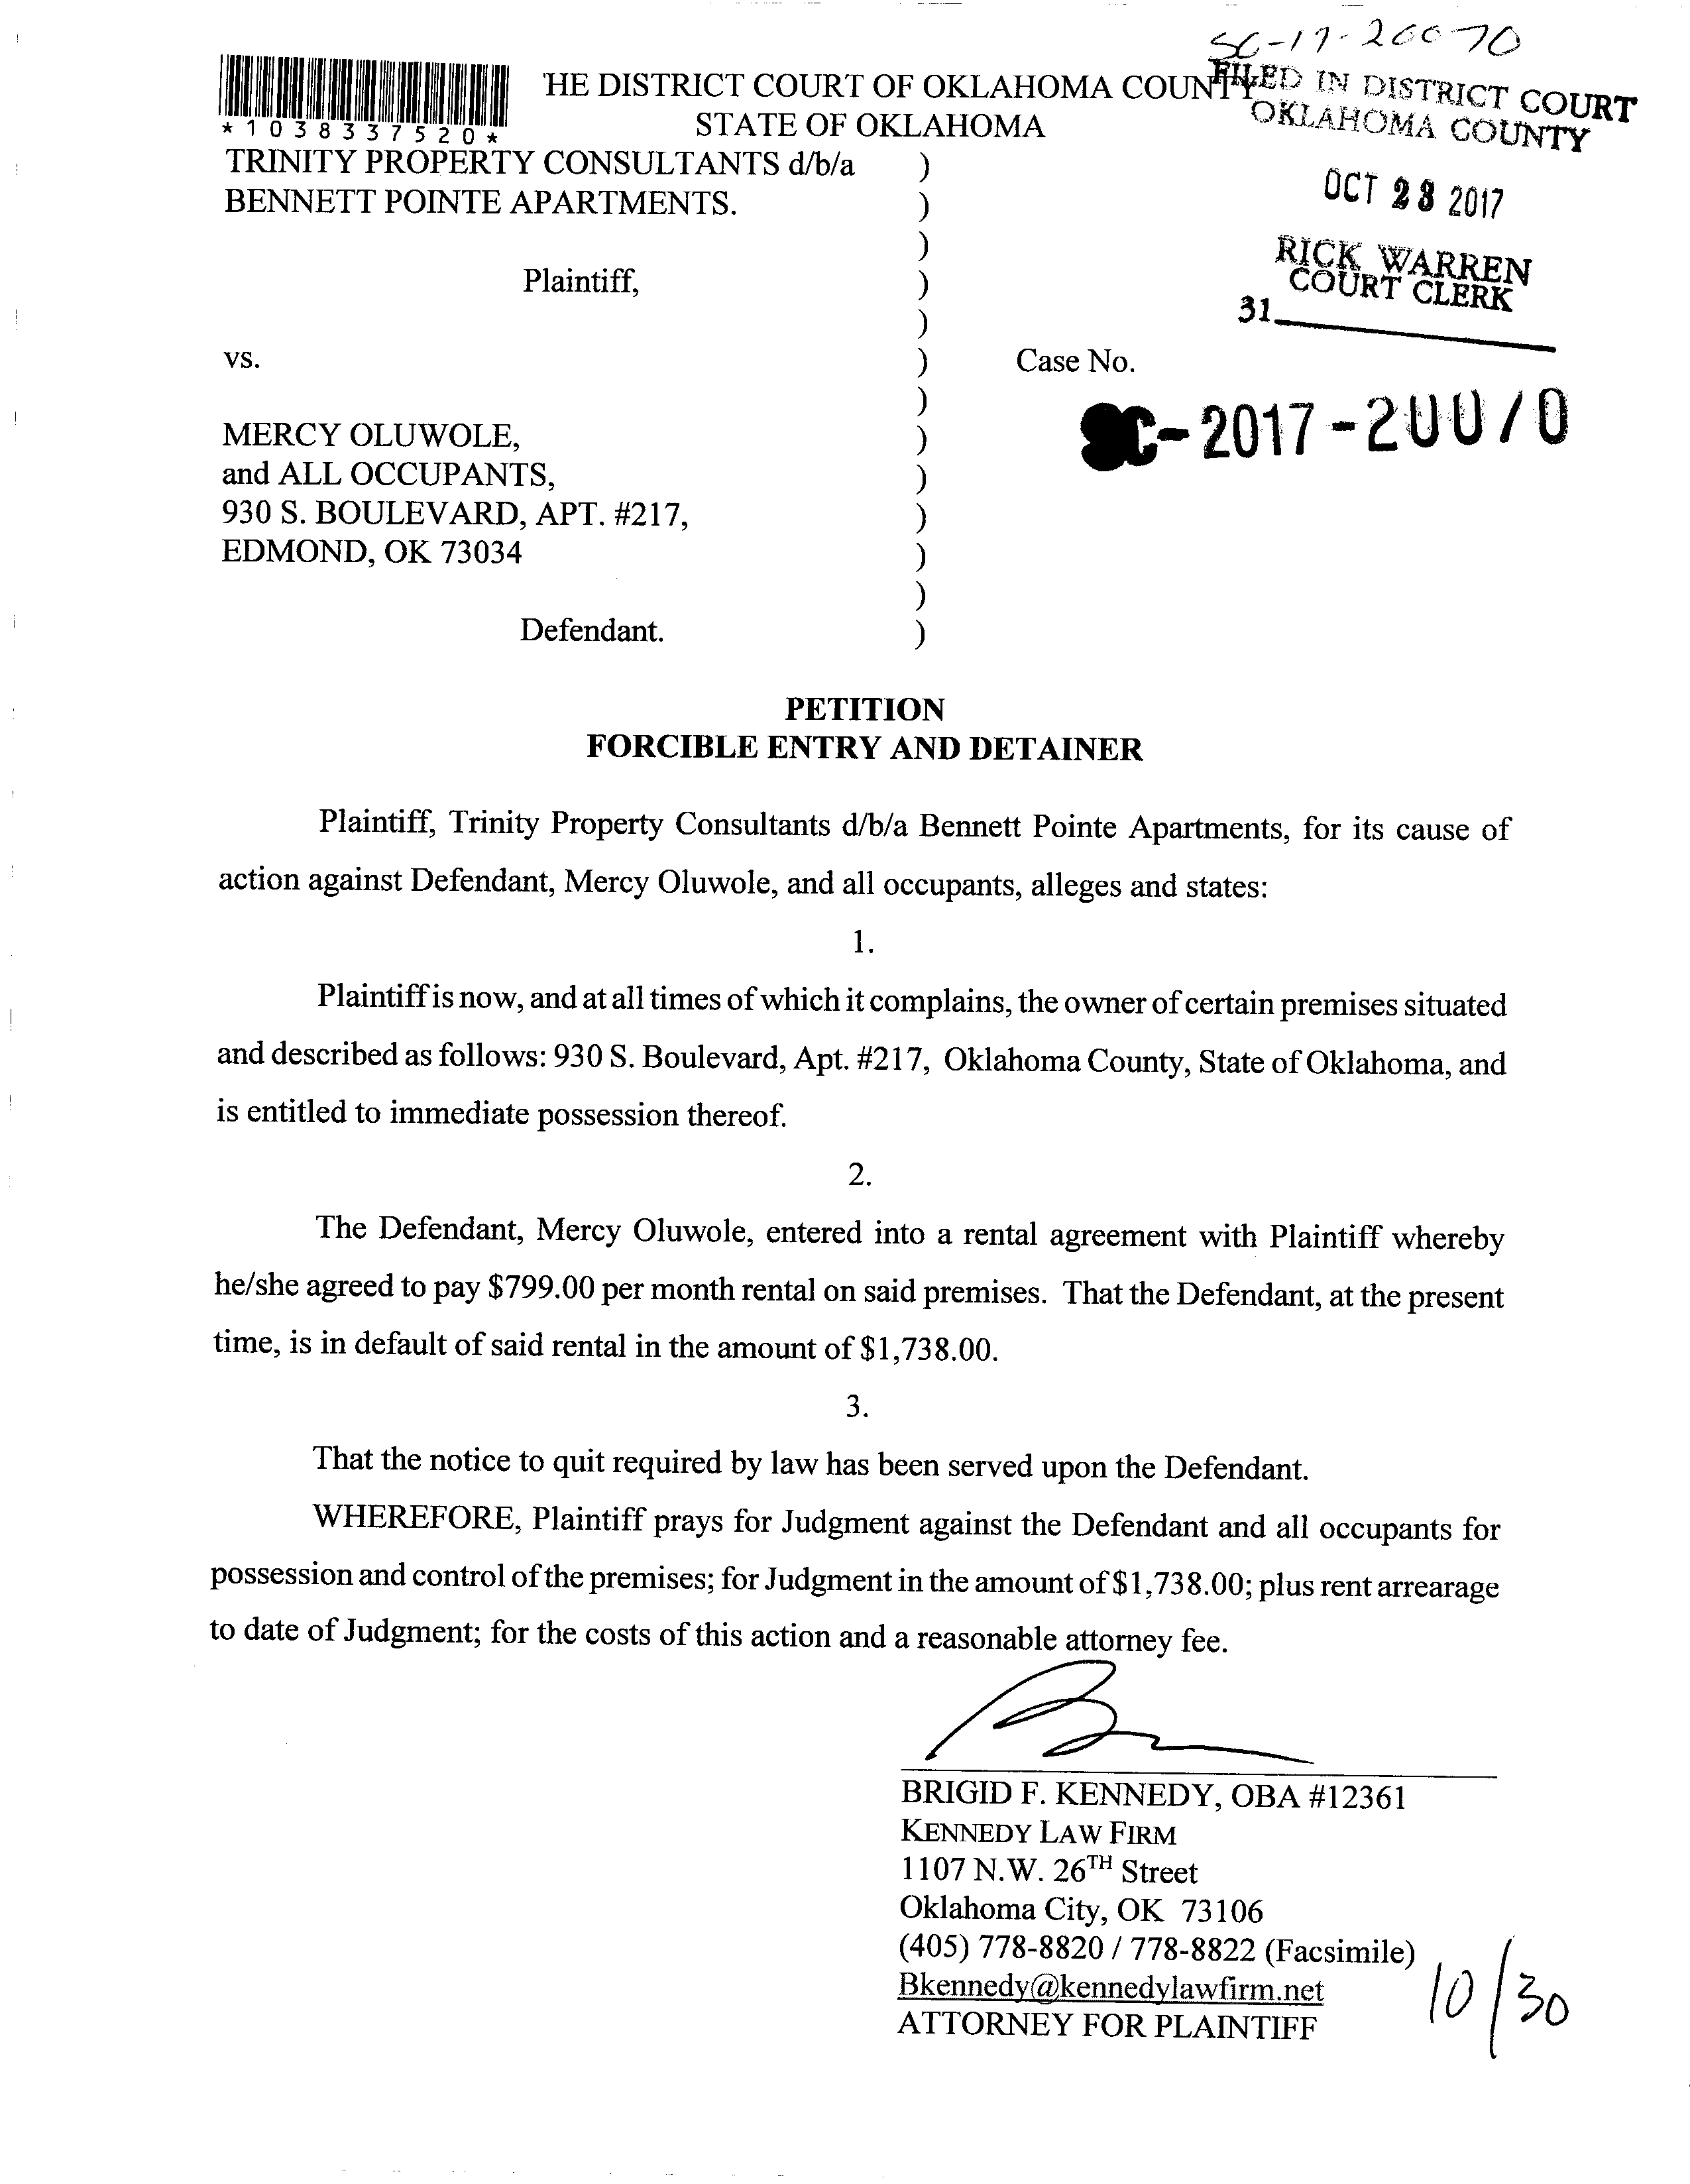 SC-17-20070
*1038337520*
HE DISTRICT COURT OF OKLAHOMA COUNTY
STATE OF OKLAHOMA
FILED IN DISTRICT COURT
OKLAHOMA COUNTY
OCT 2 2017
RICK WARREN
COURT CLERK
31
TRINITY PROPERTY CONSULTANTS d/b/a )
BENNETT POINTE APARTMENTS. )
)
Plaintiff, )
)
vs. ) Case No.
)
C-2017-20070
MERCY OLUWOLE, )
and ALL OCCUPANTS, )
930 S. BOULEVARD, APT. #217, )
EDMOND, OK 73034 )
)
Defendant. )
PETITION
FORCIBLE ENTRY AND DETAINER
Plaintiff, Trinity Property Consultants d/b/a Bennett Pointe Apartments, for its cause of
action against Defendant, Mercy Oluwole, and all occupants, alleges and states:
1.
Plaintiff is now, and at all times of which it complains, the owner of certain premises situated
and described as follows: 930 S. Boulevard, Apt. #217, Oklahoma County, State of Oklahoma, and
is entitled to immediate possession thereof.
2.
The Defendant, Mercy Oluwole, entered into a rental agreement with Plaintiff whereby
he/she agreed to pay $799.00 per month rental on said premises. That the Defendant, at the present
time, is in default of said rental in the amount of $1,738.00.
3.
That the notice to quit required by law has been served upon the Defendant.
WHEREFORE, Plaintiff prays for Judgment against the Defendant and all occupants for
possession and control of the premises; for Judgment in the amount of $1,738.00; plus rent arrearage
to date of Judgment; for the costs of this action and a reasonable attorney fee.
BRIGID F. KENNEDY, OBA #12361
KENNEDY LAW FIRM
1107 N.W. 26TH Street
Oklahoma City, OK 73106
(405) 778-8820 / 778-8822 (Facsimile)
Bkennedy@kennedylawfirm.net
ATTORNEY FOR PLAINTIFF
10/30